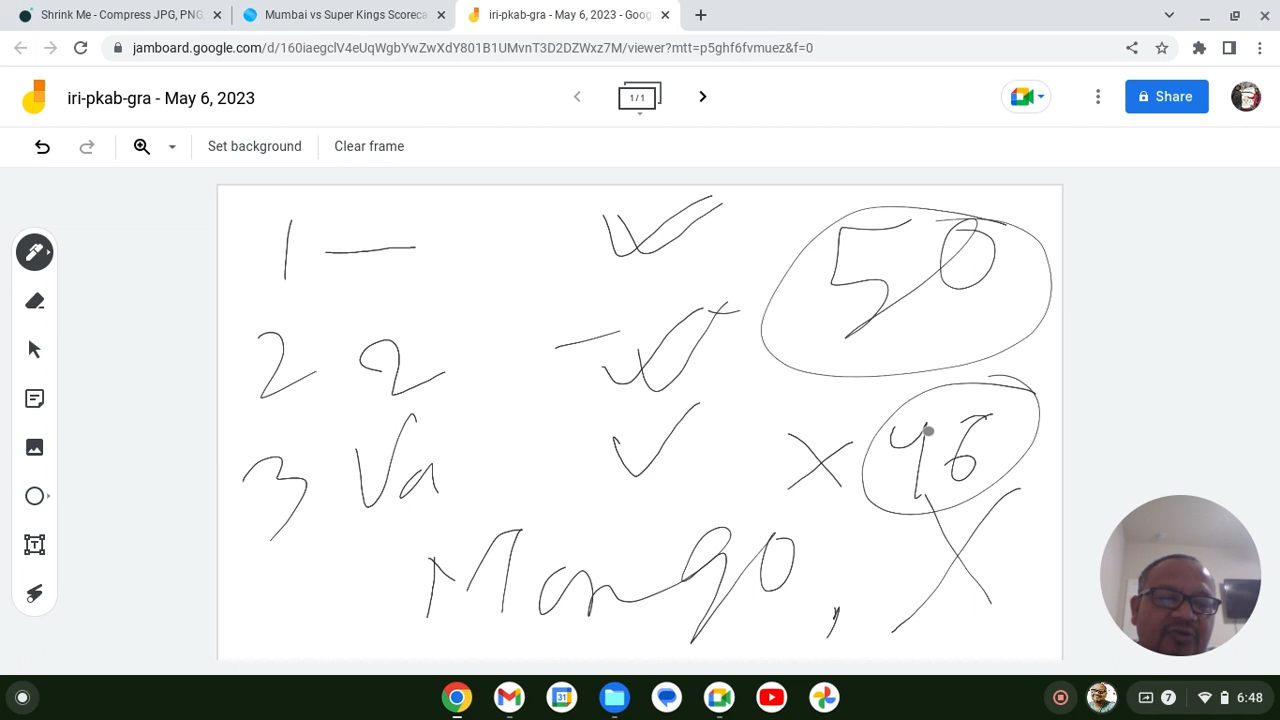 Shrink Me - Compress JPG, PNG,
Mumbai vs Super Kings Scoreca
iri-pkab-gra - May 6, 2023 - Goog
jamboard.google.com/d/160iaegclV4eUqWgbYwZwXdY801B1UMvnT3D2DZWxz7M/viewer?mtt=p5ghf6fvmuez&f=0
iri-pkab-gra - May 6, 2023
1/1
Share
Set background
Clear frame
1 — ✓ 50
2 2 - ✓
3 Va ✓ X 46
Mango, X
31
7
6:48